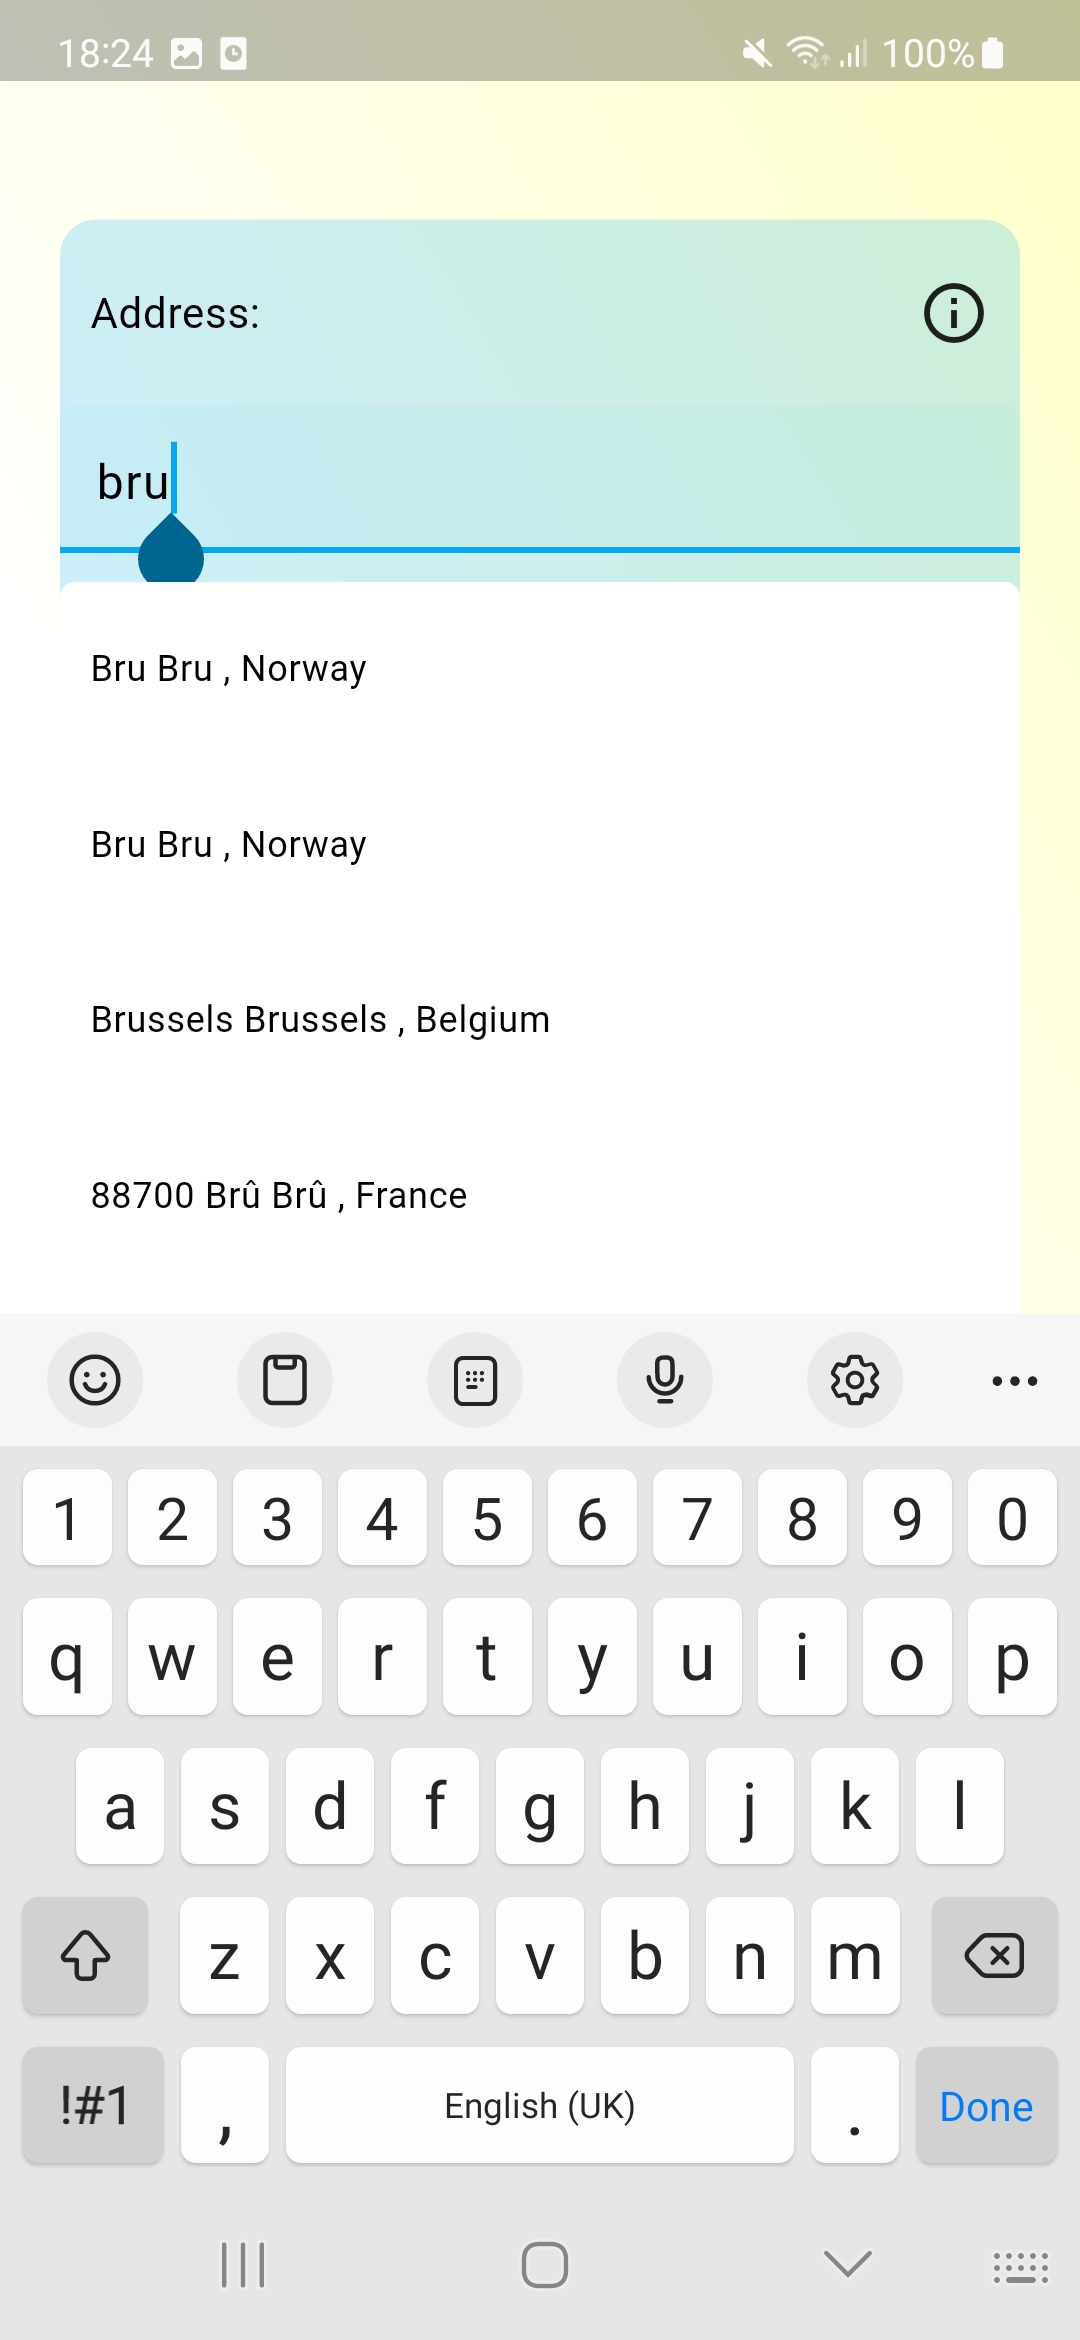 18:24 100%
Address:
bru
Bru Bru , Norway
Bru Bru , Norway
Brussels Brussels , Belgium
88700 Brû Brû , France
1 2 3 4 5 6 7 8 9 0
q w e r t y u i o p
a s d f g h j k l
z x c v b n m
!#1 , English (UK) . Done